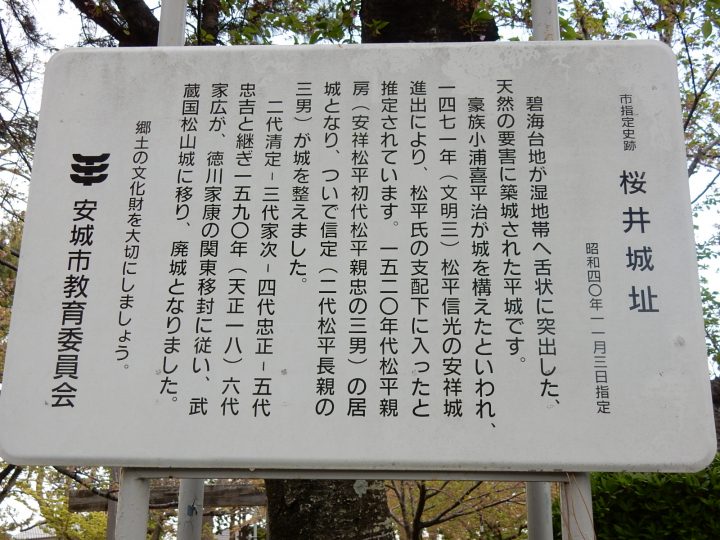 市指定史跡
桜井城址
昭和四〇年一一月三日指定
碧海台地が湿地帯へ舌状に突出した、
天然の要害に築城された平城です。
豪族小浦喜平治が城を構えたといわれ、
一四七一年（文明三）松平信光の安祥城
進出により、松平氏の支配下に入ったと
推定されています。一五二〇年代松平親
房（安祥松平初代松平親忠の三男）の居
城となり、ついで信定（二代松平長親の
三男）が城を整えました。
二代清定－三代家次－四代忠正－五代
忠吉と継ぎ一五九〇年（天正一八）六代
家広が、徳川家康の関東移封に従い、武
蔵国松山城に移り、廃城となりました。
郷土の文化財を大切にしましょう。
安城市教育委員会